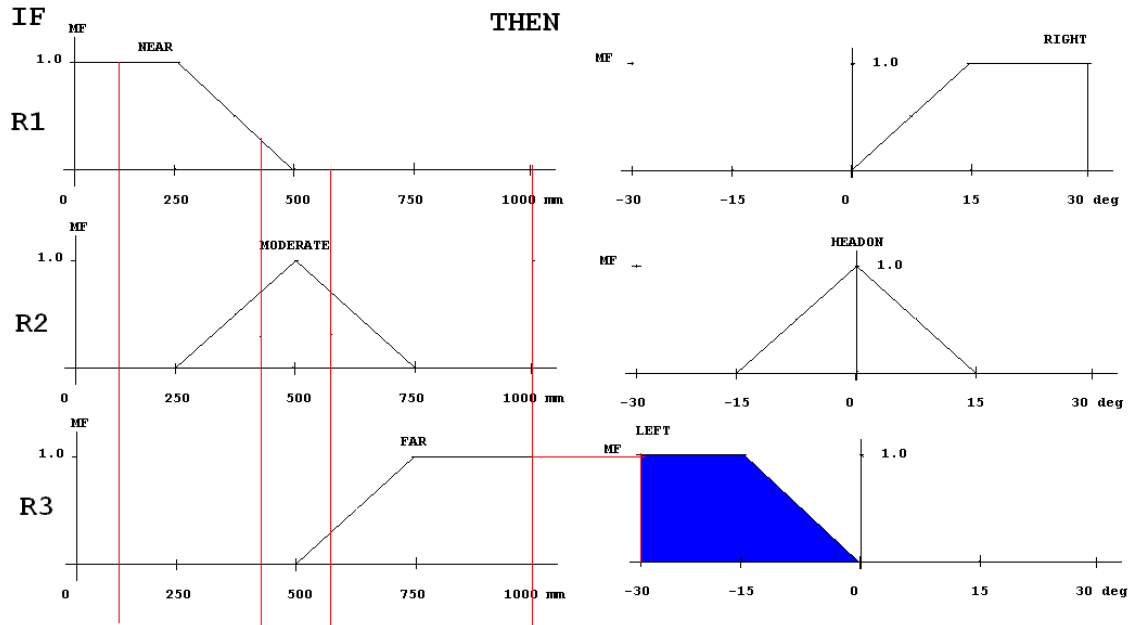 IF THEN
MF
NEAR RIGHT
1.0 MF 1.0
R1
0 250 500 750 1000 mm -30 -15 0 15 30 deg
MF
MODERATE HEADON
1.0 MF 1.0
R2
0 250 500 750 1000 mm -30 -15 0 15 30 deg
MF LEFT
FAR
1.0 MF 1.0
R3
0 250 500 750 1000 mm -30 -15 0 15 30 deg